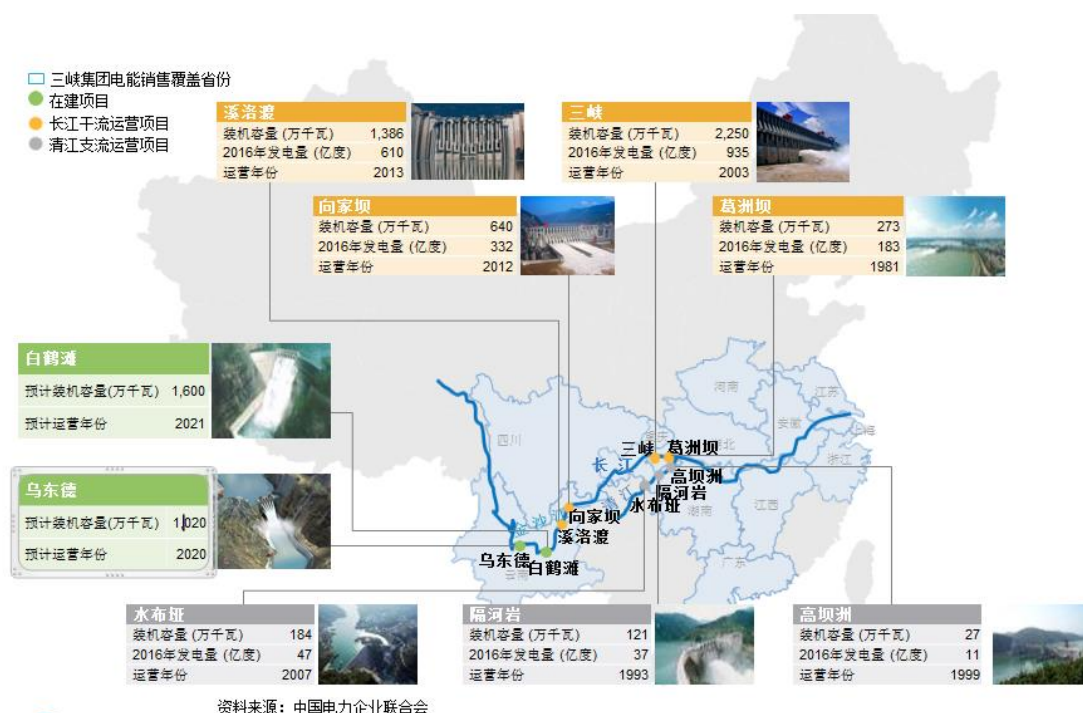 三峡集团电能销售覆盖省份
在建项目
长江干流运营项目
清江支流运营项目
溪洛渡
装机容量 (万千瓦) 1,386
2016年发电量 (亿度) 610
运营年份 2013
三峡
装机容量 (万千瓦) 2,250
2016年发电量 (亿度) 935
运营年份 2003
向家坝
装机容量 (万千瓦) 640
2016年发电量 (亿度) 332
运营年份 2012
葛洲坝
装机容量 (万千瓦) 273
2016年发电量 (亿度) 183
运营年份 1981
白鹤滩
预计装机容量(万千瓦) 1,600
预计运营年份 2021
乌东德
预计装机容量(万千瓦) 1,020
预计运营年份 2020
河南
江苏
安徽
上海
四川
重庆
湖北
浙江
三峡
葛洲坝
长江
高坝洲
隔河岩
清江
水布垭
湖南
江西
向家坝
金沙江
溪洛渡
乌东德
白鹤滩
云南
广东
水布垭
装机容量 (万千瓦) 184
2016年发电量 (亿度) 47
运营年份 2007
隔河岩
装机容量 (万千瓦) 121
2016年发电量 (亿度) 37
运营年份 1993
高坝洲
装机容量 (万千瓦) 27
2016年发电量 (亿度) 11
运营年份 1999
资料来源：中国电力企业联合会